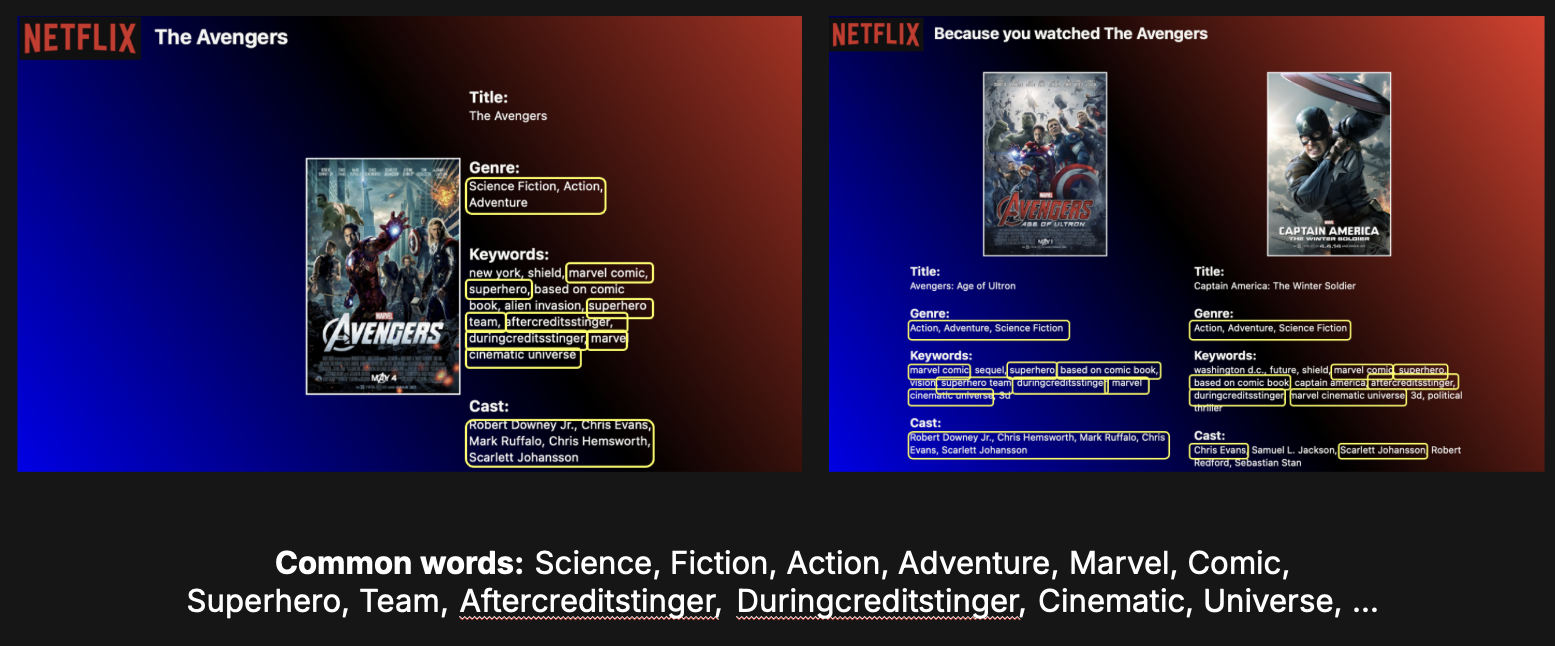 NETFLIX The Avengers
Title:
The Avengers
Genre:
Science Fiction, Action,
Adventure
Keywords:
new york, shield, marvel comic,
superhero, based on comic
book, alien invasion, superhero
team, aftercreditsstinger,
duringcreditsstinger, marve
cinematic universe
Cast:
Robert Downey Jr., Chris Evans,
Mark Ruffalo, Chris Hemsworth,
Scarlett Johansson
MARVEL
AVENGERS
MAY 4
NETFLIX Because you watched The Avengers
MARVEL
AVENGERS
AGE OF ULTRON
MAY 1
Title:
Avengers: Age of Ultron
Genre:
Action, Adventure, Science Fiction
Keywords:
marvel comic, sequel, superhero, based on comic book,
vision, superhero team, duringcreditsstinger, marvel
cinematic universe, 3d
Cast:
Robert Downey Jr., Chris Hemsworth, Mark Ruffalo, Chris
Evans, Scarlett Johansson
MARVEL
CAPTAIN AMERICA
THE WINTER SOLDIER
4.4.14
Title:
Captain America: The Winter Soldier
Genre:
Action, Adventure, Science Fiction
Keywords:
washington d.c., future, shield, marvel comic, superhero,
based on comic book, captain america, aftercreditsstinger,
duringcreditsstinger, marvel cinematic universe, 3d, political
thriller
Cast:
Chris Evans, Samuel L. Jackson, Scarlett Johansson, Robert
Redford, Sebastian Stan
Common words: Science, Fiction, Action, Adventure, Marvel, Comic,
Superhero, Team, Aftercreditstinger, Duringcreditstinger, Cinematic, Universe, ...